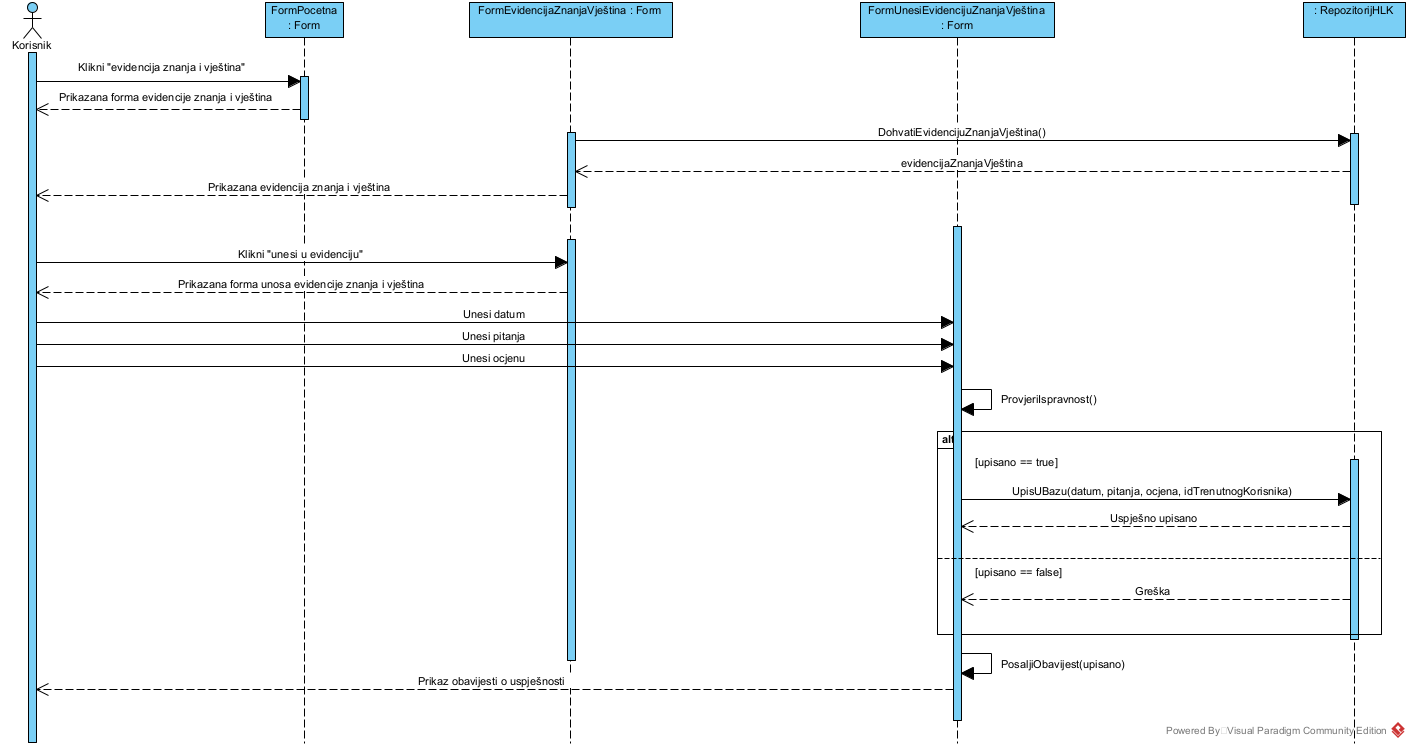 FormPocetna
: Form
FormEvidencijaZnanjaVještina : Form
FormUnesiEvidencijuZnanjaVještina
: Form
: RepozitorijHLK
Korisnik
Klikni "evidencija znanja i vještina"
Prikazana forma evidencije znanja i vještina
DohvatiEvidencijuZnanjaVještina()
evidencijaZnanjaVještina
Prikazana evidencija znanja i vještina
Klikni "unesi u evidenciju"
Prikazana forma unosa evidencije znanja i vještina
Unesi datum
Unesi pitanja
Unesi ocjenu
ProvjeriIspravnost()
alt
[upisano == true]
UpisUBazu(datum, pitanja, ocjena, idTrenutnogKorisnika)
Uspješno upisano
[upisano == false]
Greška
PosaljiObavijest(upisano)
Prikaz obavijesti o uspješnosti
Powered By Visual Paradigm Community Edition